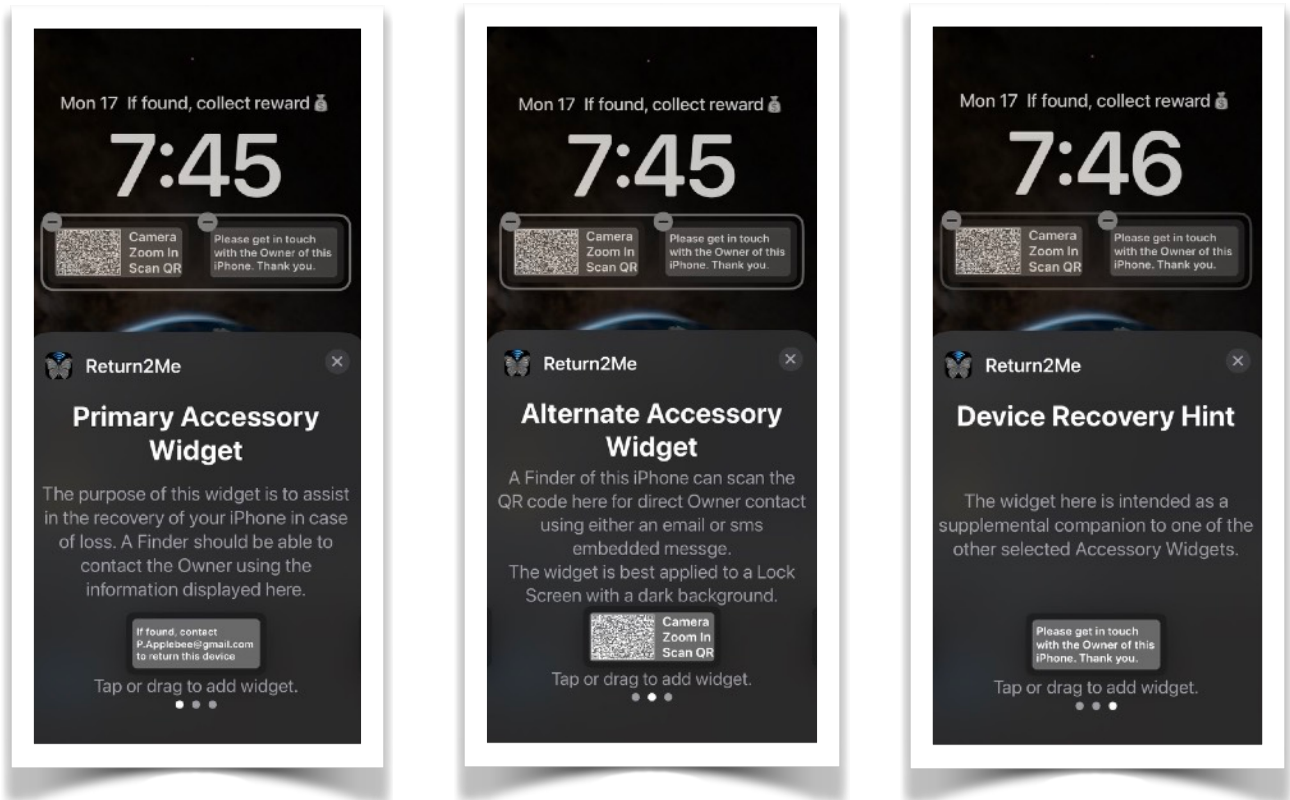 Mon 17 If found, collect reward 💰
7:45
Camera
Zoom In
Scan QR
Please get in touch
with the Owner of this
iPhone. Thank you.
Return2Me
Primary Accessory
Widget
The purpose of this widget is to assist
in the recovery of your iPhone in case
of loss. A Finder should be able to
contact the Owner using the
information displayed here.
If found, contact
P.Applebee@gmail.com
to return this device
Tap or drag to add widget.
Mon 17 If found, collect reward 💰
7:45
Camera
Zoom In
Scan QR
Please get in touch
with the Owner of this
iPhone. Thank you.
Return2Me
Alternate Accessory
Widget
A Finder of this iPhone can scan the
QR code here for direct Owner contact
using either an email or sms
embedded messge.
The widget is best applied to a Lock
Screen with a dark background.
Camera
Zoom In
Scan QR
Tap or drag to add widget.
Mon 17 If found, collect reward 💰
7:46
Camera
Zoom In
Scan QR
Please get in touch
with the Owner of this
iPhone. Thank you.
Return2Me
Device Recovery Hint
The widget here is intended as a
supplemental companion to one of the
other selected Accessory Widgets.
Please get in touch
with the Owner of this
iPhone. Thank you.
Tap or drag to add widget.